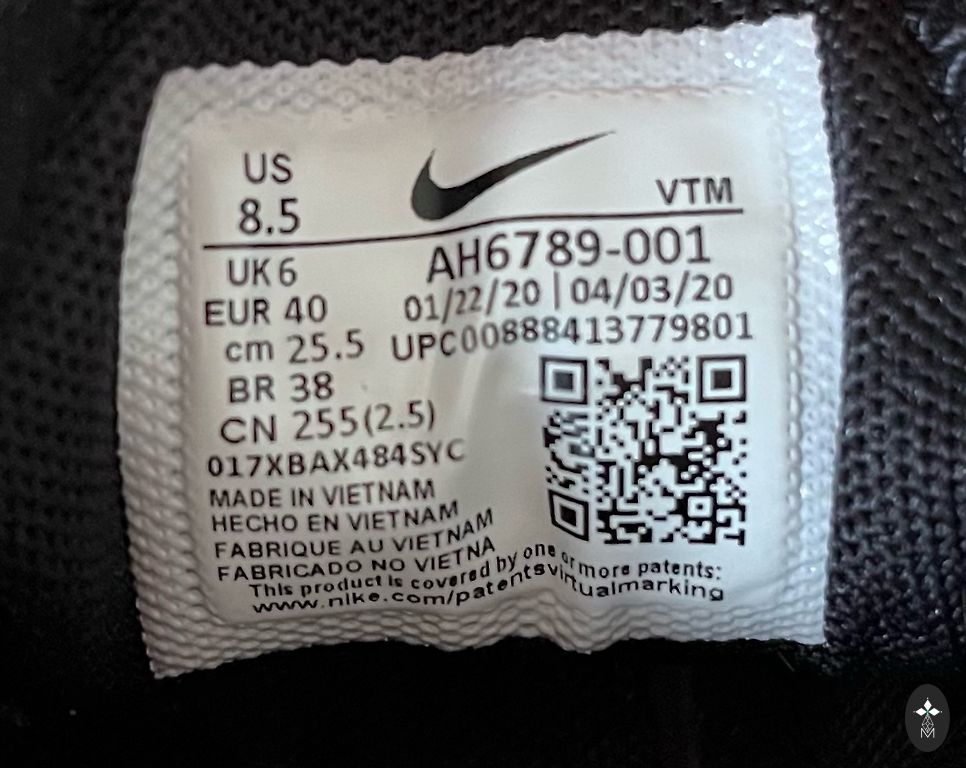 US
8.5
VTM
UK 6
AH6789-001
EUR 40
01/22/20 | 04/03/20
cm 25.5
UPC00888413779801
BR 38
CN 255(2.5)
017XBAX484SYC
MADE IN VIETNAM
HECHO EN VIETNAM
FABRIQUE AU VIETNAM
FABRICADO NO VIETNA
This product is covered by one or more patents:
www.nike.com/patentsvirtualmarking
M